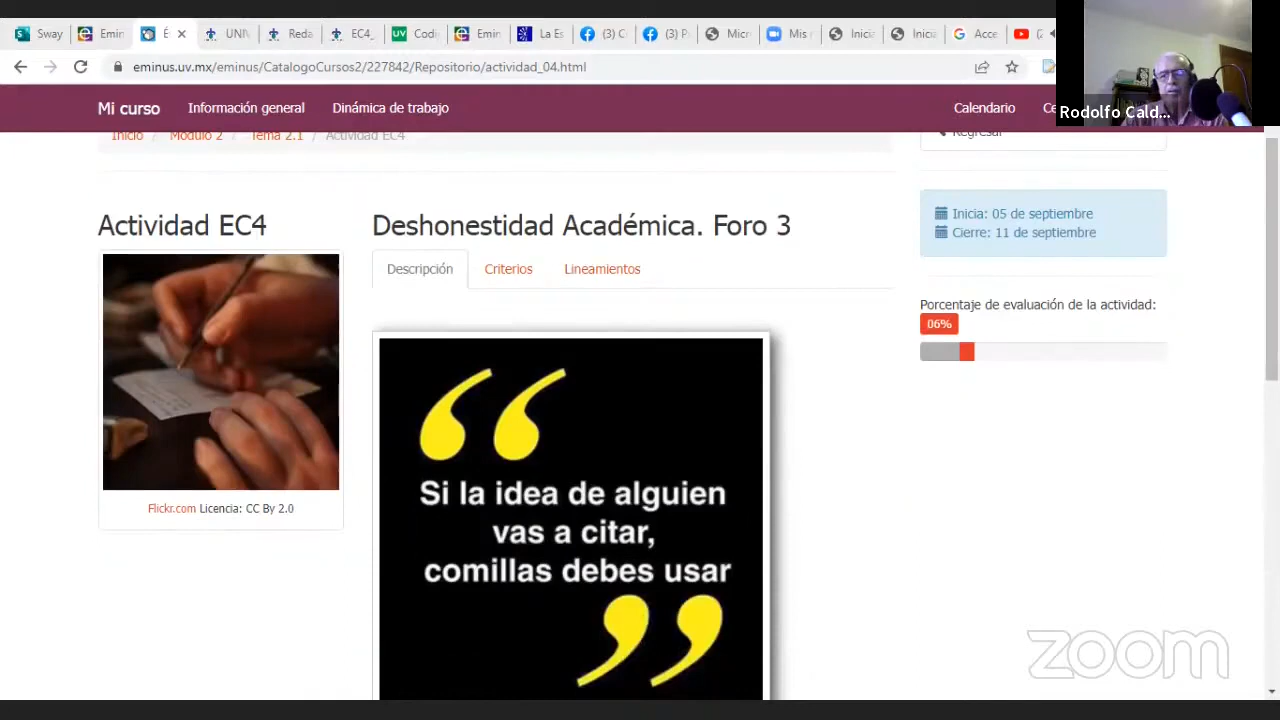 Sway
Emin
É
UNI
Reda
EC4_
Codi
Emin
La Es
(3) C
(3) P
Micr
Mis r
Inicia
Inicia
Acce
eminus.uv.mx/eminus/CatalogoCursos2/227842/Repositorio/actividad_04.html
Rodolfo Cald...
Mi curso
Información general
Dinámica de trabajo
Calendario
Ce
Inicio / Módulo 2 / Tema 2.1 / Actividad EC4
Regresar
Actividad EC4
Deshonestidad Académica. Foro 3
Inicia: 05 de septiembre
Cierre: 11 de septiembre
Descripción
Criterios
Lineamientos
Porcentaje de evaluación de la actividad:
06%
“
Si la idea de alguien
vas a citar,
comillas debes usar
”
Flickr.com Licencia: CC By 2.0
zoom